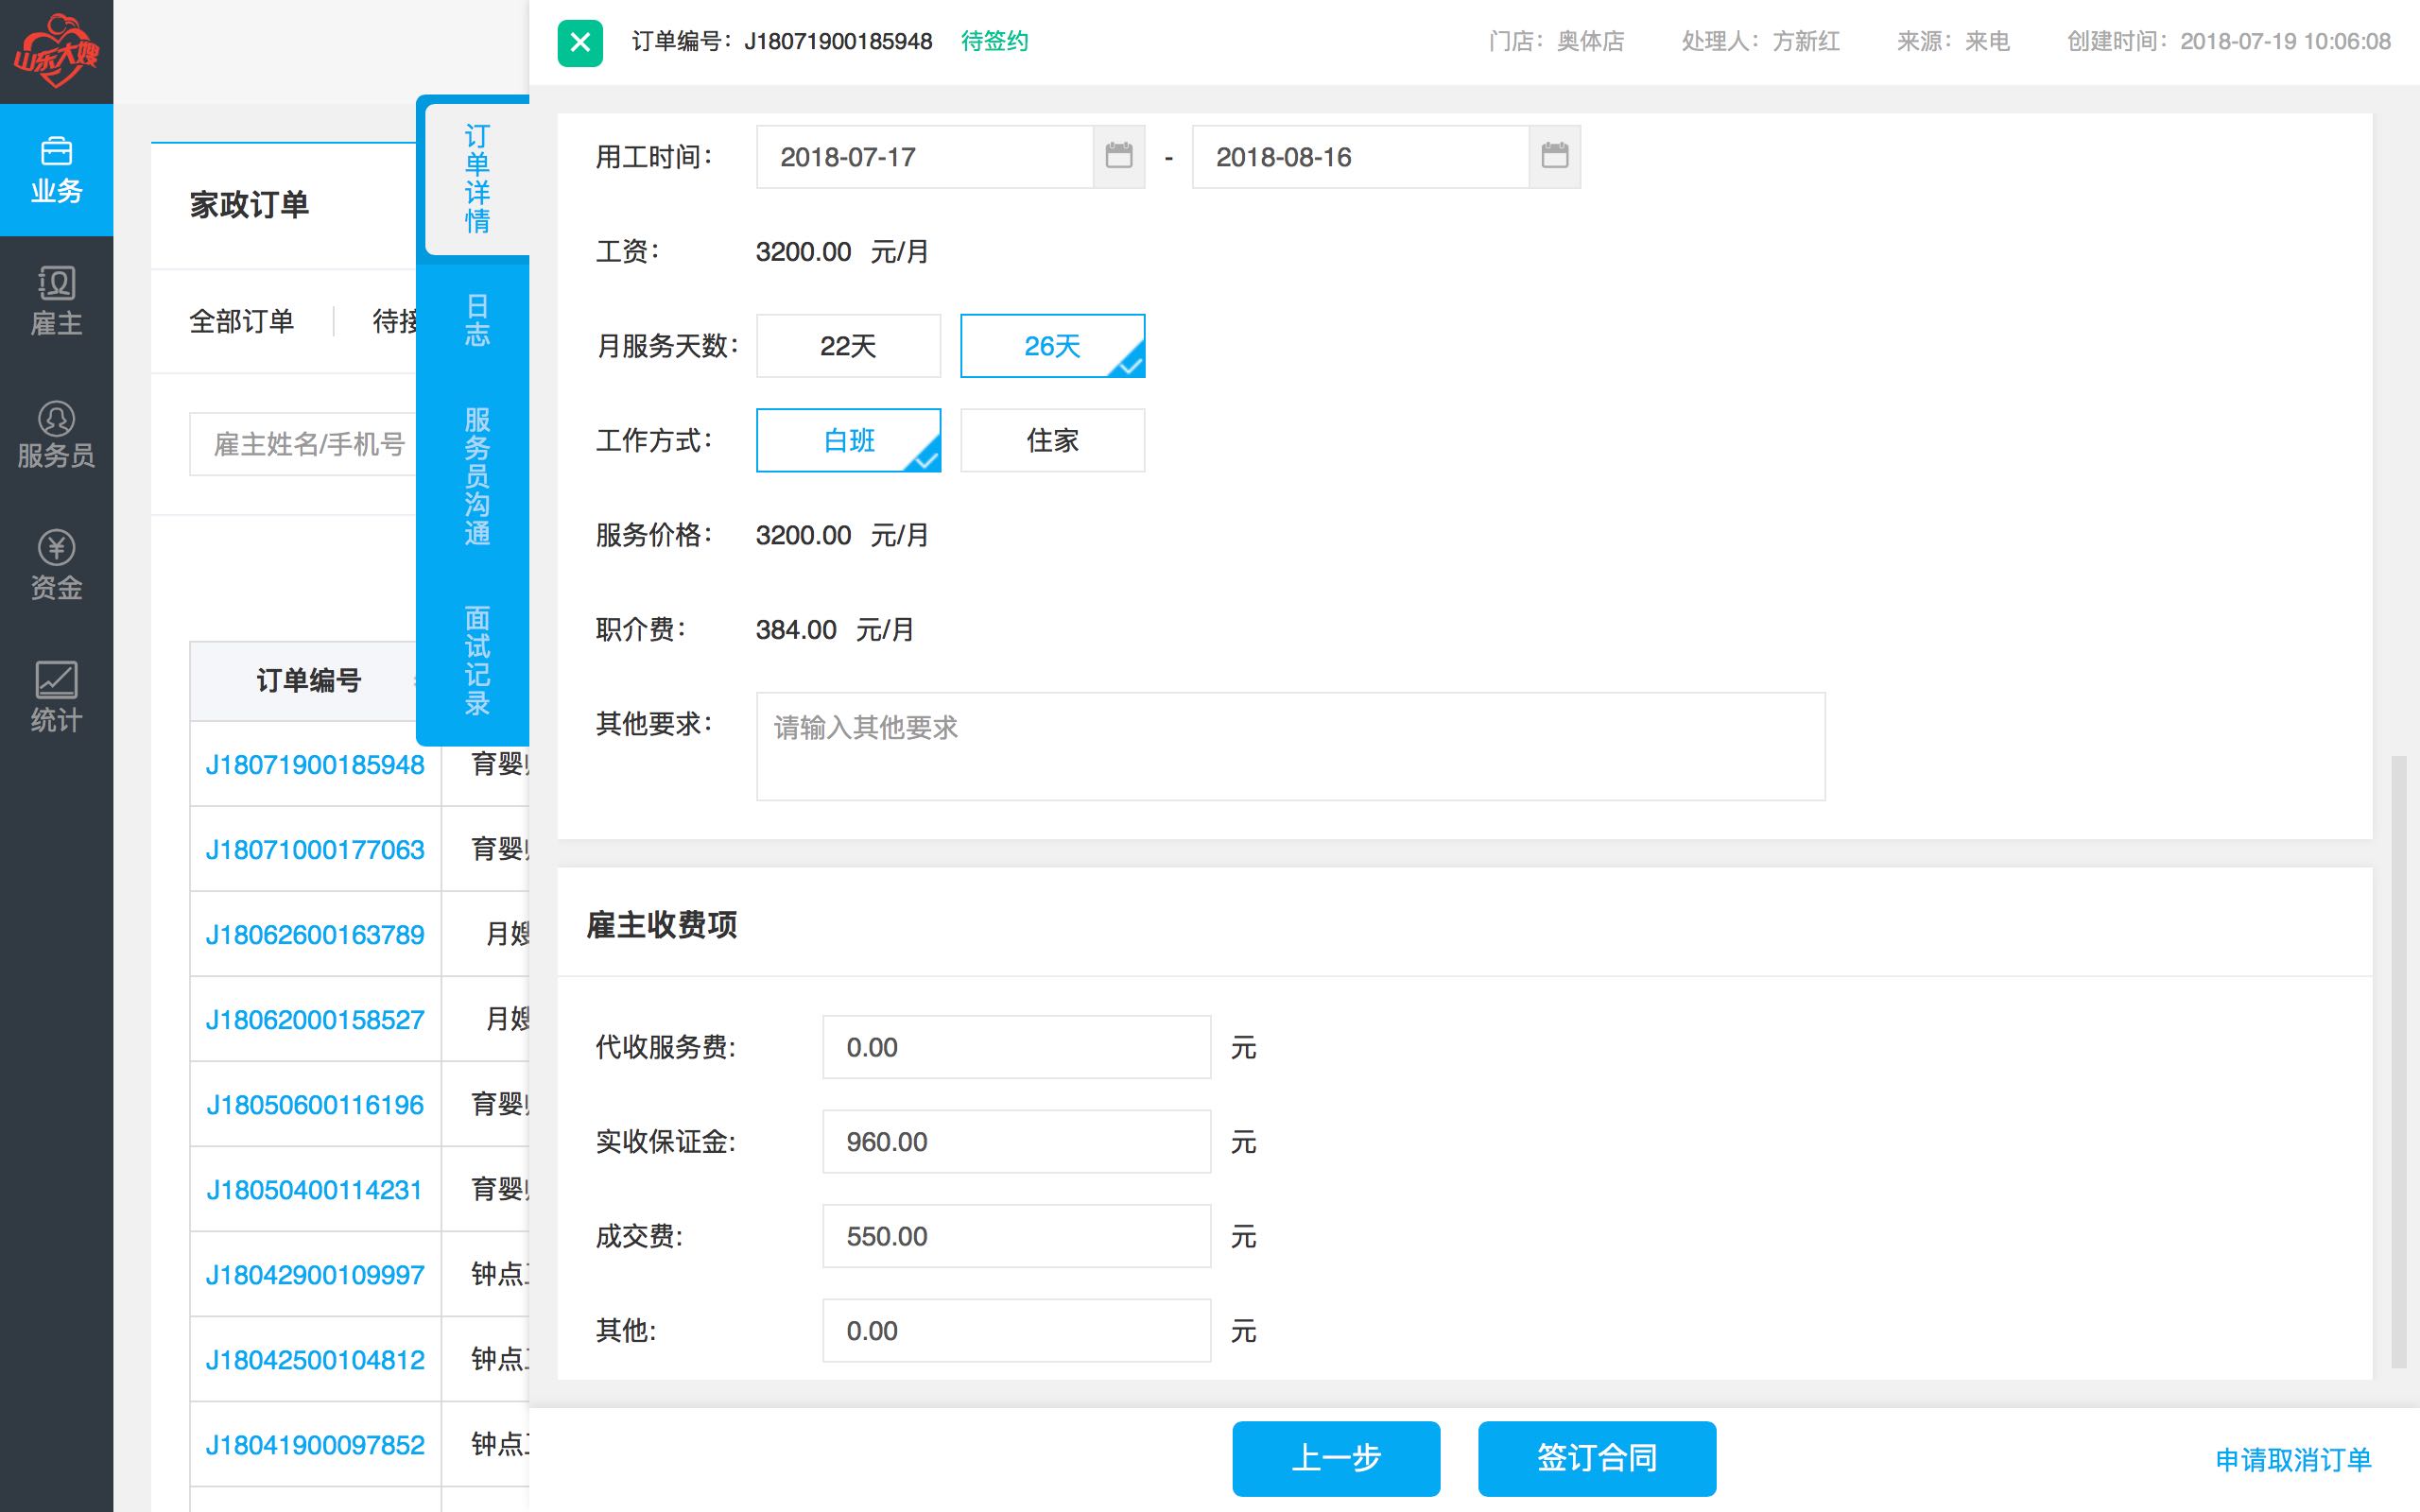 山东大嫂
业务
雇主
服务员
资金
统计
家政订单
全部订单
待接
雇主姓名/手机号
订单编号
J18071900185948 育婴
J18071000177063 育婴
J18062600163789 月嫂
J18062000158527 月嫂
J18050600116196 育婴
J18050400114231 育婴
J18042900109997 钟点
J18042500104812 钟点
J18041900097852 钟点
订单详情
日志
服务员沟通
面试记录
订单编号：J18071900185948 待签约
门店：奥体店 处理人：方新红 来源：来电 创建时间：2018-07-19 10:06:08
用工时间： 2018-07-17 - 2018-08-16
工资： 3200.00 元/月
月服务天数： 22天 26天
工作方式： 白班 住家
服务价格： 3200.00 元/月
职介费： 384.00 元/月
其他要求： 请输入其他要求
雇主收费项
代收服务费: 0.00 元
实收保证金: 960.00 元
成交费: 550.00 元
其他: 0.00 元
上一步 签订合同 申请取消订单